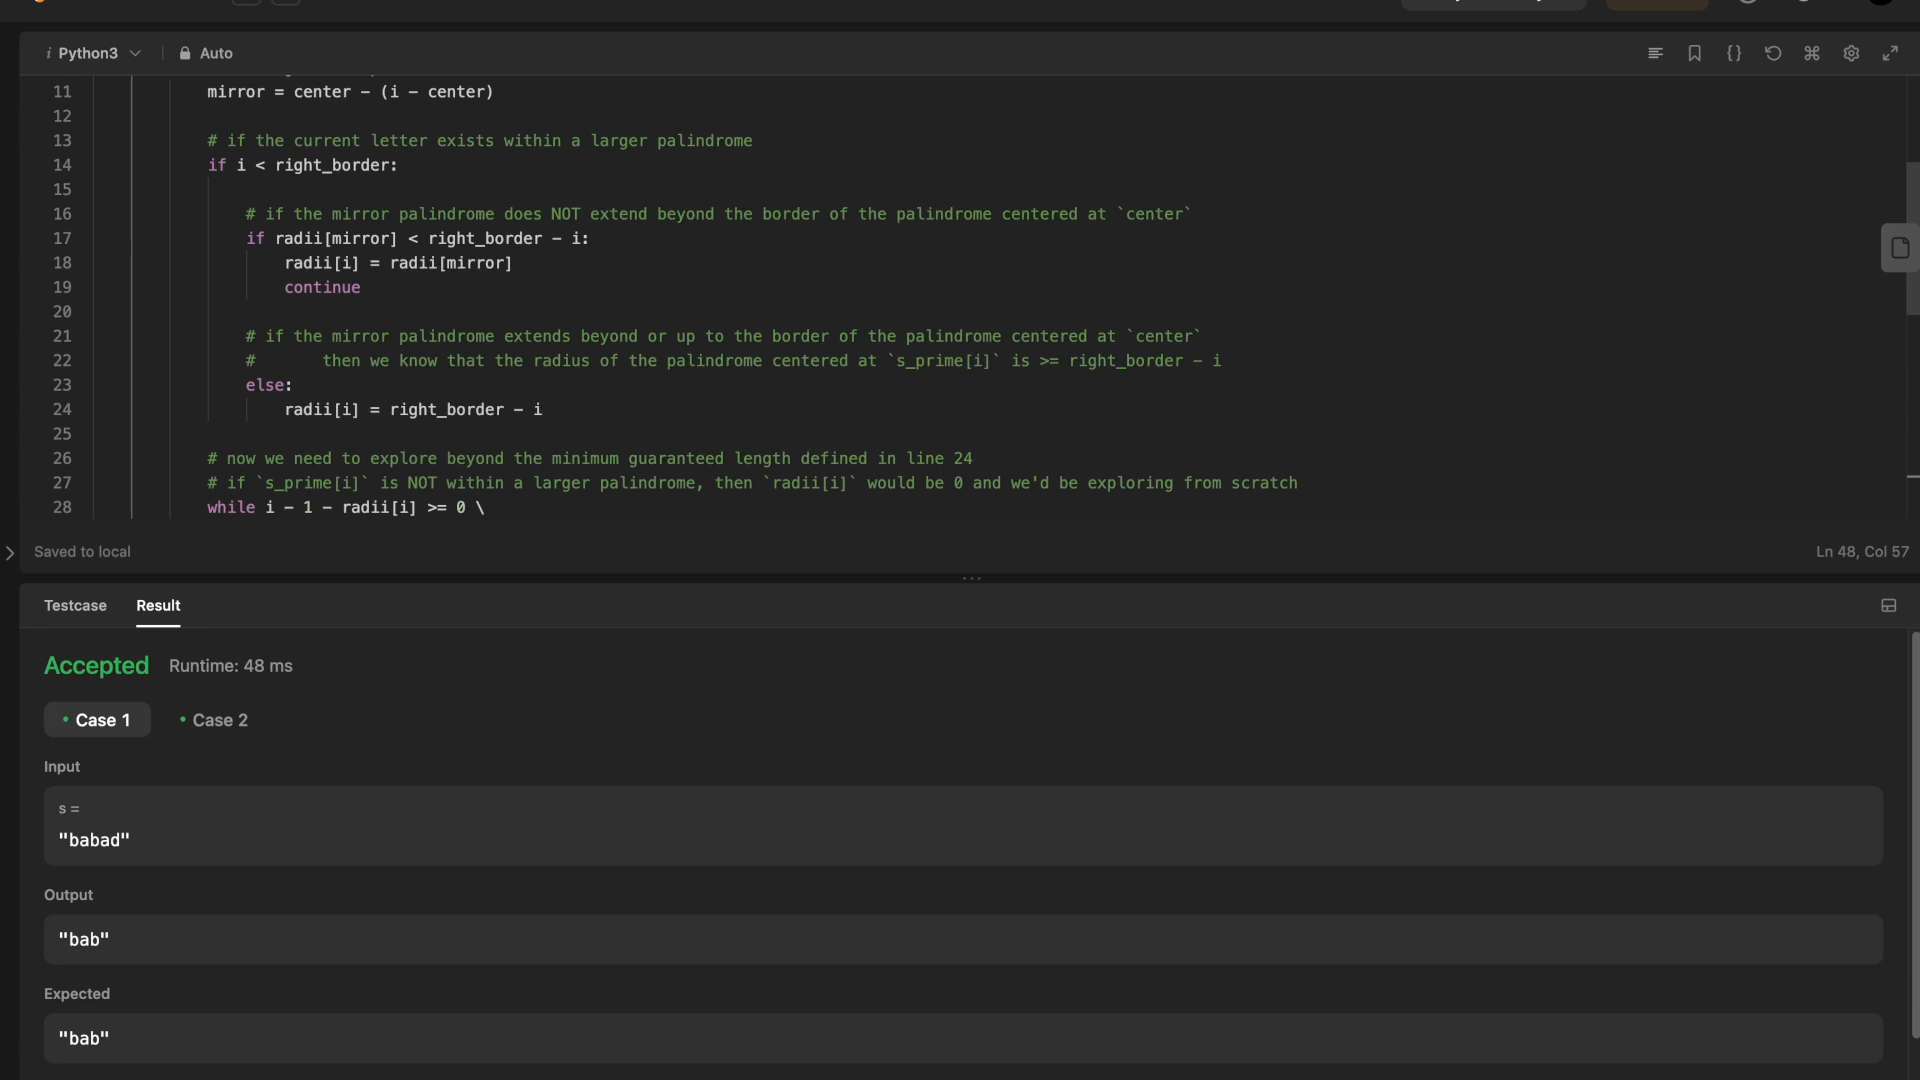 i Python3
Auto
11 mirror = center - (i - center)
12
13 # if the current letter exists within a larger palindrome
14 if i < right_border:
15
16 # if the mirror palindrome does NOT extend beyond the border of the palindrome centered at `center`
17 if radii[mirror] < right_border - i:
18 radii[i] = radii[mirror]
19 continue
20
21 # if the mirror palindrome extends beyond or up to the border of the palindrome centered at `center`
22 # then we know that the radius of the palindrome centered at `s_prime[i]` is >= right_border - i
23 else:
24 radii[i] = right_border - i
25
26 # now we need to explore beyond the minimum guaranteed length defined in line 24
27 # if `s_prime[i]` is NOT within a larger palindrome, then `radii[i]` would be 0 and we'd be exploring from scratch
28 while i - 1 - radii[i] >= 0 \
Saved to local
Ln 48, Col 57
Testcase
Result
Accepted
Runtime: 48 ms
• Case 1
• Case 2
Input
s =
"babad"
Output
"bab"
Expected
"bab"